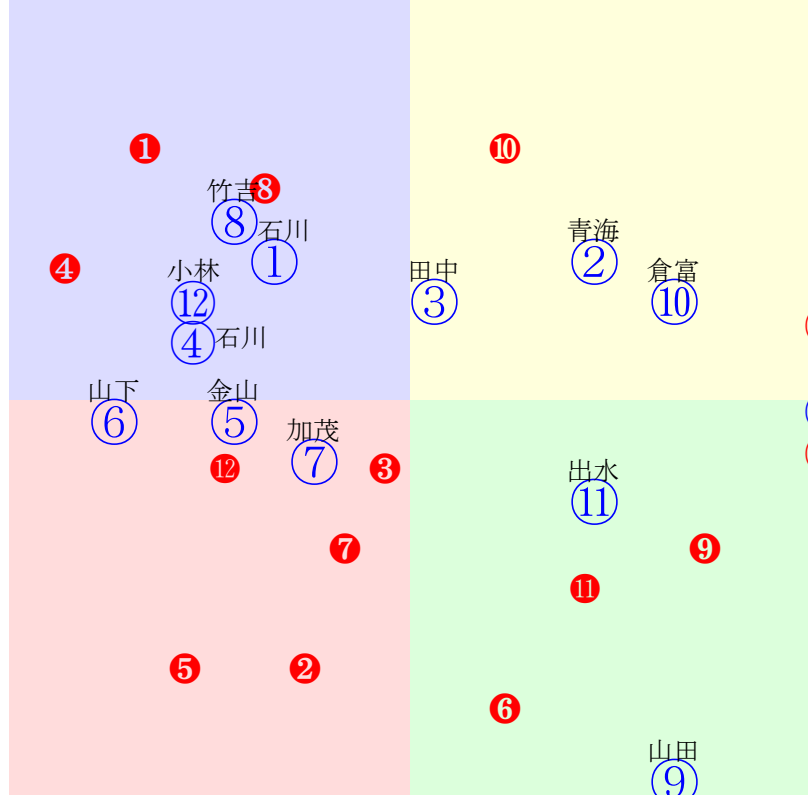 ❶
❿
竹吉
❽
⑧
石川
①
青海
②
❹
小林
⑫
田中
③
倉富
⑩
④
石川
山下
⑥
金山
⑤
加茂
⑦
⓬
❸
出水
⑪
❼
❾
⓫
❺
❷
❻
山田
⑨